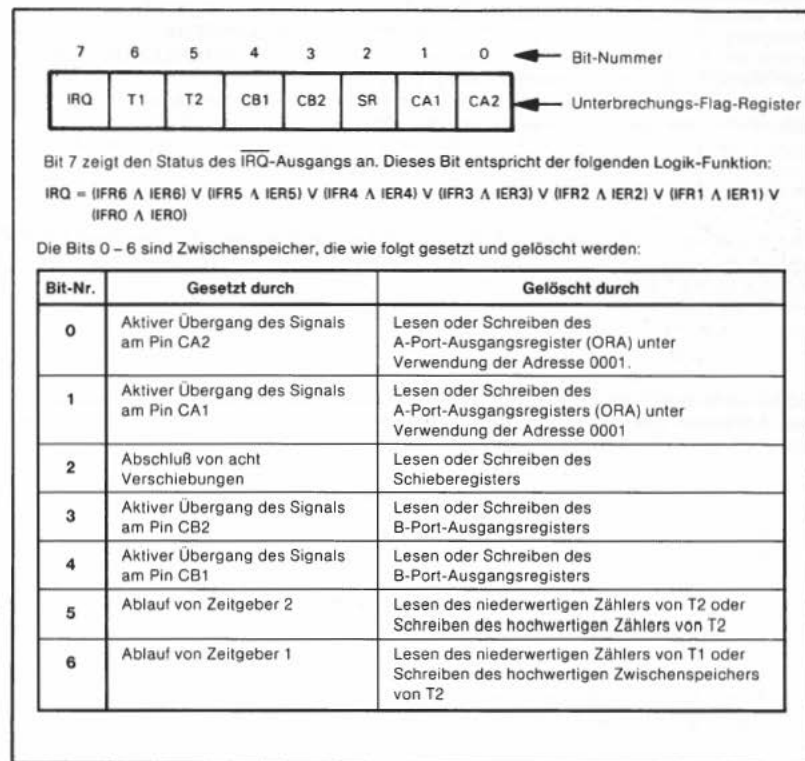 7 6 5 4 3 2 1 0 Bit-Nummer
IRQ T1 T2 CB1 CB2 SR CA1 CA2 Unterbrechungs-Flag-Register
Bit 7 zeigt den Status des I̅R̅Q̅-Ausgangs an. Dieses Bit entspricht der folgenden Logik-Funktion:
IRQ = (IFR6 Λ IER6) V (IFR5 Λ IER5) V (IFR4 Λ IER4) V (IFR3 Λ IER3) V (IFR2 Λ IER2) V (IFR1 Λ IER1) V
(IFR0 Λ IER0)
Die Bits 0 – 6 sind Zwischenspeicher, die wie folgt gesetzt und gelöscht werden:
Bit-Nr. Gesetzt durch Gelöscht durch
0 Aktiver Übergang des Signals Lesen oder Schreiben des
am Pin CA2 A-Port-Ausgangsregister (ORA) unter
Verwendung der Adresse 0001.
1 Aktiver Übergang des Signals Lesen oder Schreiben des
am Pin CA1 A-Port-Ausgangsregisters (ORA) unter
Verwendung der Adresse 0001
2 Abschluß von acht Lesen oder Schreiben des
Verschiebungen Schieberegisters
3 Aktiver Übergang des Signals Lesen oder Schreiben des
am Pin CB2 B-Port-Ausgangsregisters
4 Aktiver Übergang des Signals Lesen oder Schreiben des
am Pin CB1 B-Port-Ausgangsregisters
5 Ablauf von Zeitgeber 2 Lesen des niederwertigen Zählers von T2 oder
Schreiben des hochwertigen Zählers von T2
6 Ablauf von Zeitgeber 1 Lesen des niederwertigen Zählers von T1 oder
Schreiben des hochwertigen Zwischenspeichers
von T2